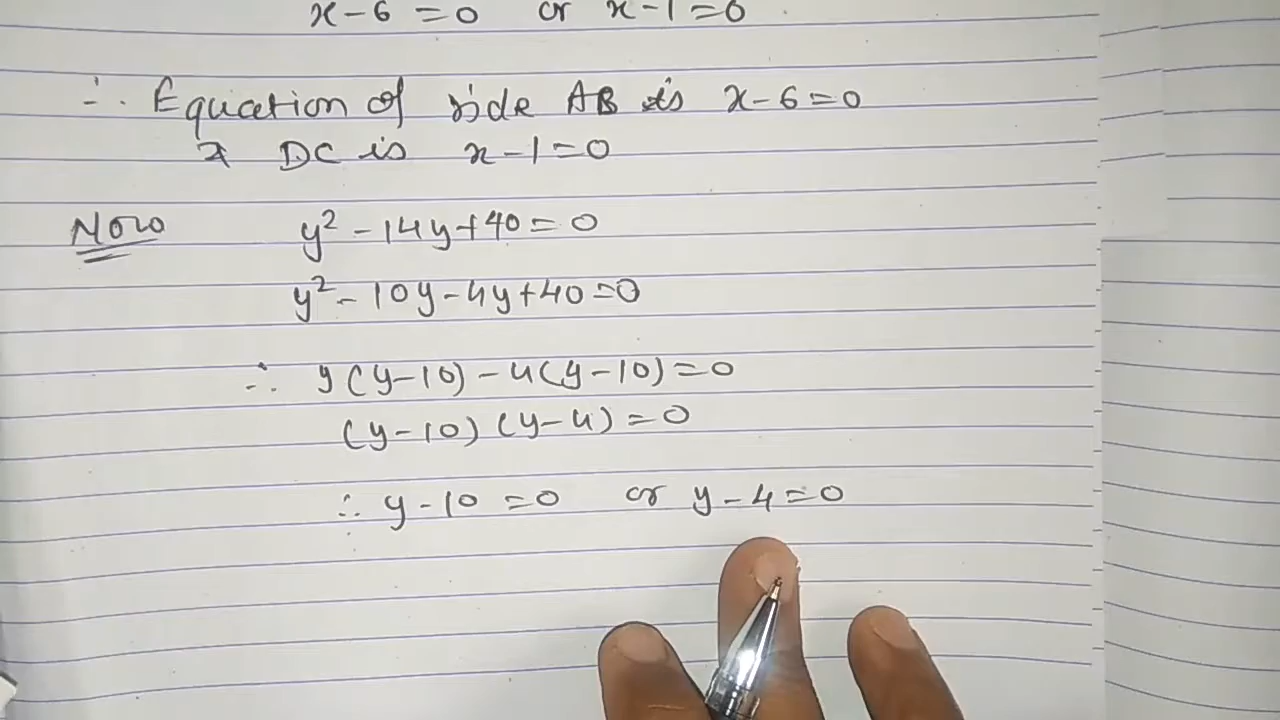 x-6=0 or x-1=0
∴ Equation of side AB is x-6=0
DC is x-1=0
Now y²-14y+40=0
y²-10y-4y+40=0
∴ y(y-10)-4(y-10)=0
(y-10)(y-4)=0
∴ y-10=0 or y-4=0